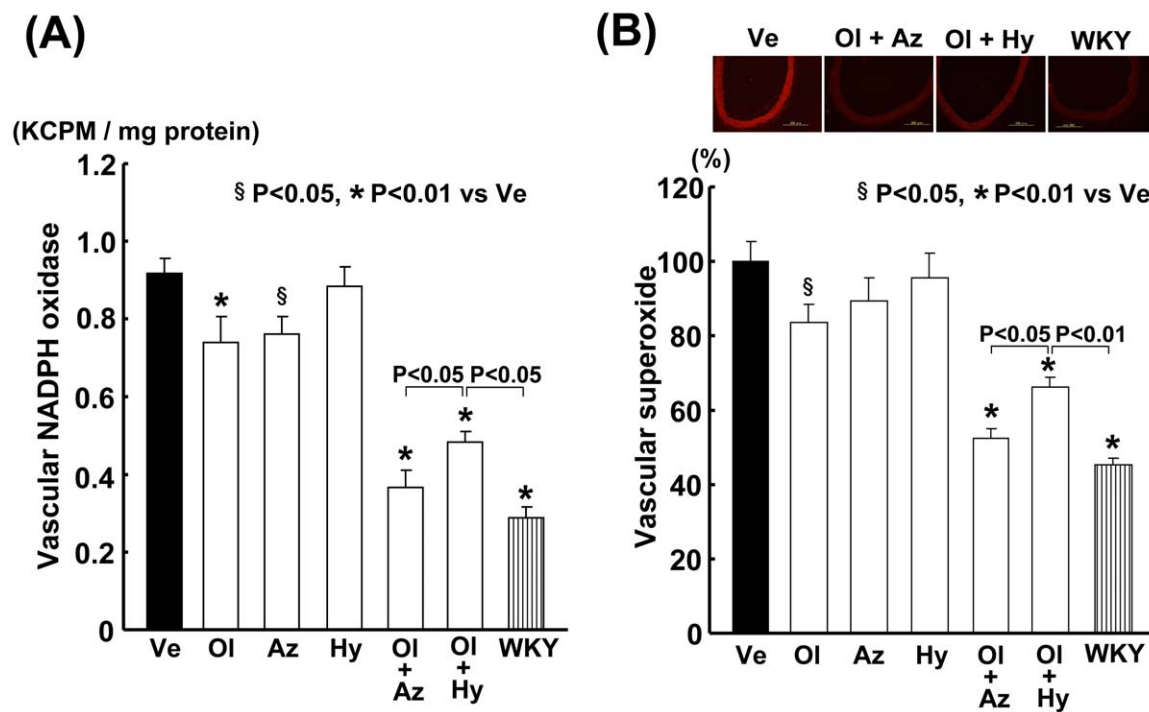 (A)
(KCPM / mg protein)
§ P<0.05, * P<0.01 vs Ve
Vascular NADPH oxidase
1.2
1.0
0.8
0.6
0.4
0.2
0
*
§
P<0.05 P<0.05
*
*
*
Ve Ol Az Hy Ol + Az Ol + Hy WKY
(B)
Ve Ol + Az Ol + Hy WKY
(%)
§ P<0.05, * P<0.01 vs Ve
Vascular superoxide
120
100
80
60
40
20
0
§
P<0.05 P<0.01
*
*
*
Ve Ol Az Hy Ol + Az Ol + Hy WKY